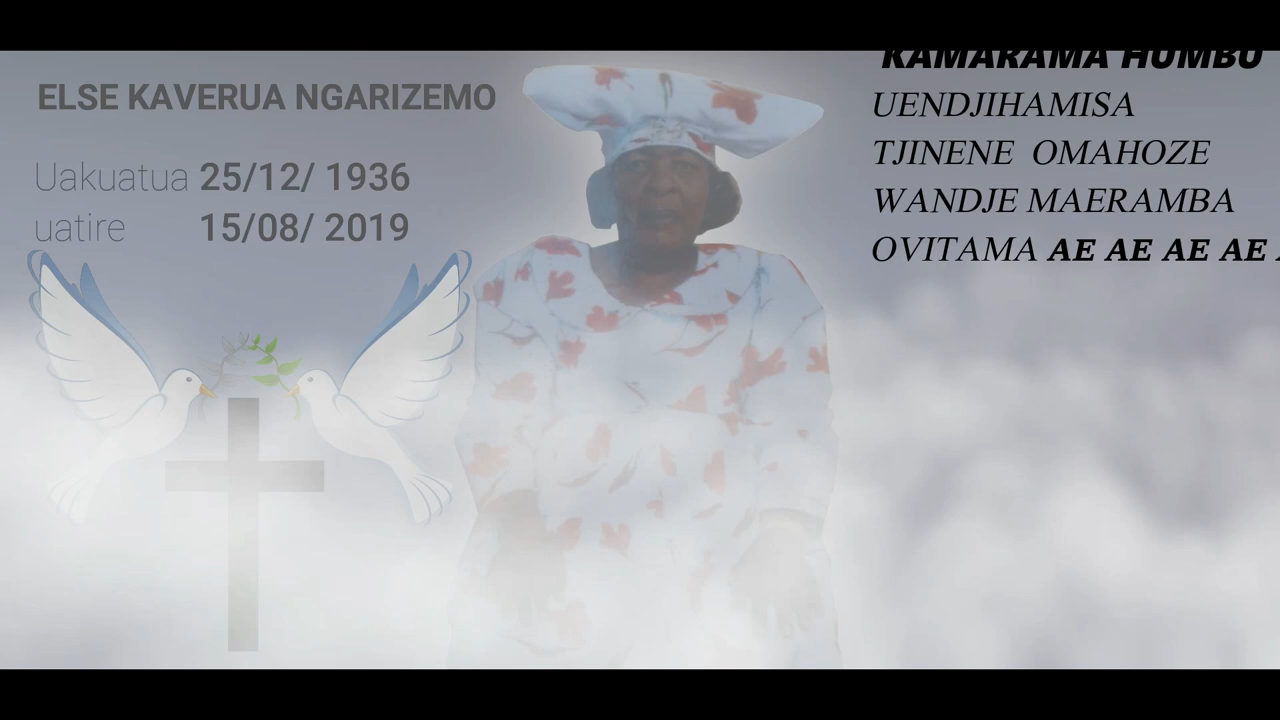 ELSE KAVERUA NGARIZEMO
Uakuatua 25/12/ 1936
uatire 15/08/ 2019
KAMARAMA HUMBU
UENDJIHAMISA
TJINENE OMAHOZE
WANDJE MAERAMBA
OVITAMA AE AE AE AE